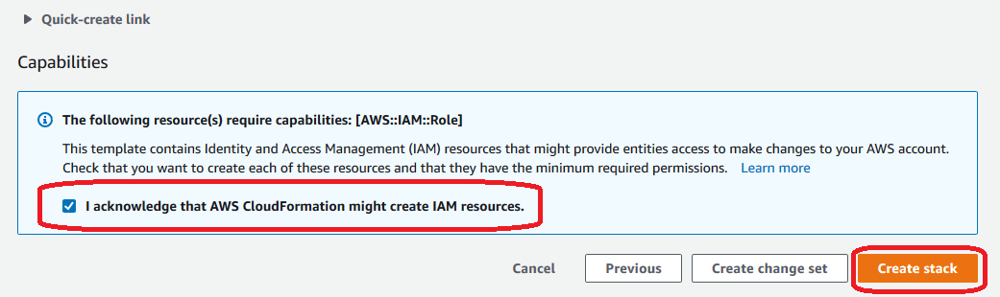 Quick-create link
Capabilities
The following resource(s) require capabilities: [AWS::IAM::Role]
This template contains Identity and Access Management (IAM) resources that might provide entities access to make changes to your AWS account.
Check that you want to create each of these resources and that they have the minimum required permissions. Learn more
I acknowledge that AWS CloudFormation might create IAM resources.
Cancel Previous Create change set Create stack